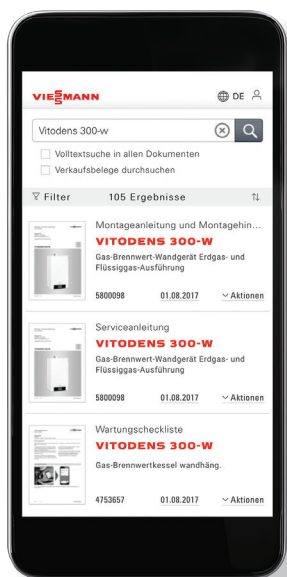 VIESMANN
DE
Vitodens 300-w
Volltextsuche in allen Dokumenten
Verkaufsbelege durchsuchen
Filter 105 Ergebnisse
Montageanleitung und Montagehin...
VITODENS 300-W
Gas-Brennwert-Wandgerät Erdgas- und
Flüssiggas-Ausführung
5800098 01.08.2017 Aktionen
Serviceanleitung
VITODENS 300-W
Gas-Brennwert-Wandgerät Erdgas- und
Flüssiggas-Ausführung
5800098 01.08.2017 Aktionen
Wartungscheckliste
VITODENS 300-W
Gas-Brennwertkessel wandhäng.
4753657 01.08.2017 Aktionen